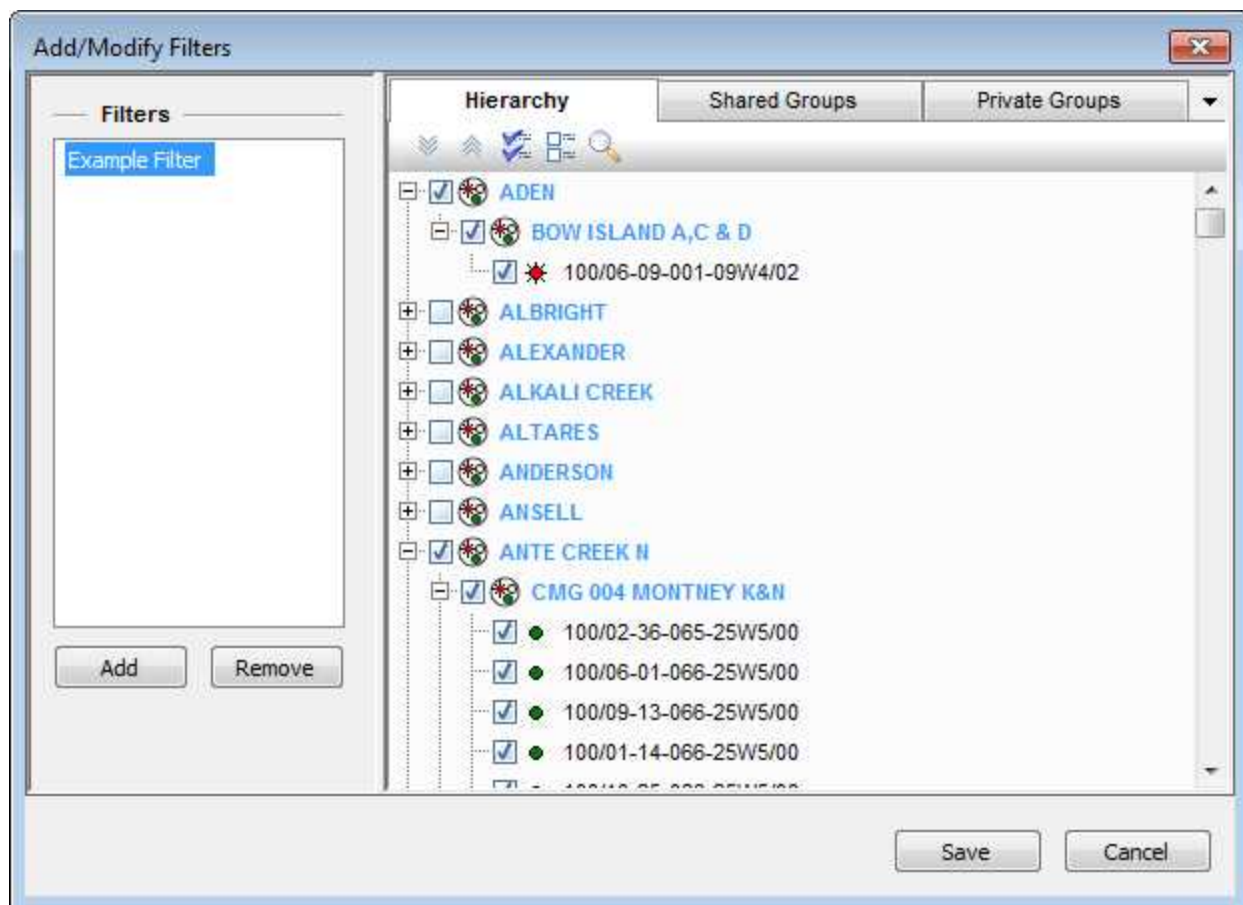 Add/Modify Filters
Filters
Example Filter
Add
Remove
Hierarchy
Shared Groups
Private Groups
ADEN
BOW ISLAND A,C & D
100/06-09-001-09W4/02
ALBRIGHT
ALEXANDER
ALKALI CREEK
ALTARES
ANDERSON
ANSELL
ANTE CREEK N
CMG 004 MONTNEY K&N
100/02-36-065-25W5/00
100/06-01-066-25W5/00
100/09-13-066-25W5/00
100/01-14-066-25W5/00
Save
Cancel